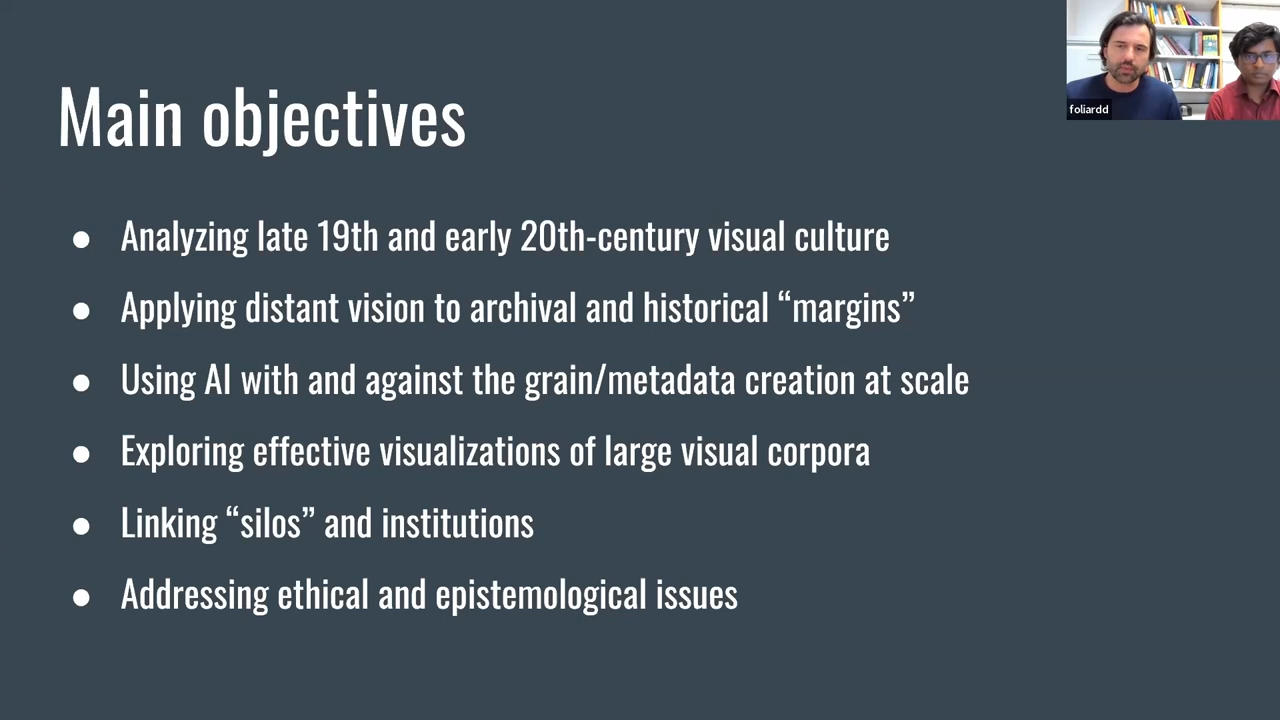 foliardd
Main objectives
● Analyzing late 19th and early 20th-century visual culture
● Applying distant vision to archival and historical “margins”
● Using AI with and against the grain/metadata creation at scale
● Exploring effective visualizations of large visual corpora
● Linking “silos” and institutions
● Addressing ethical and epistemological issues